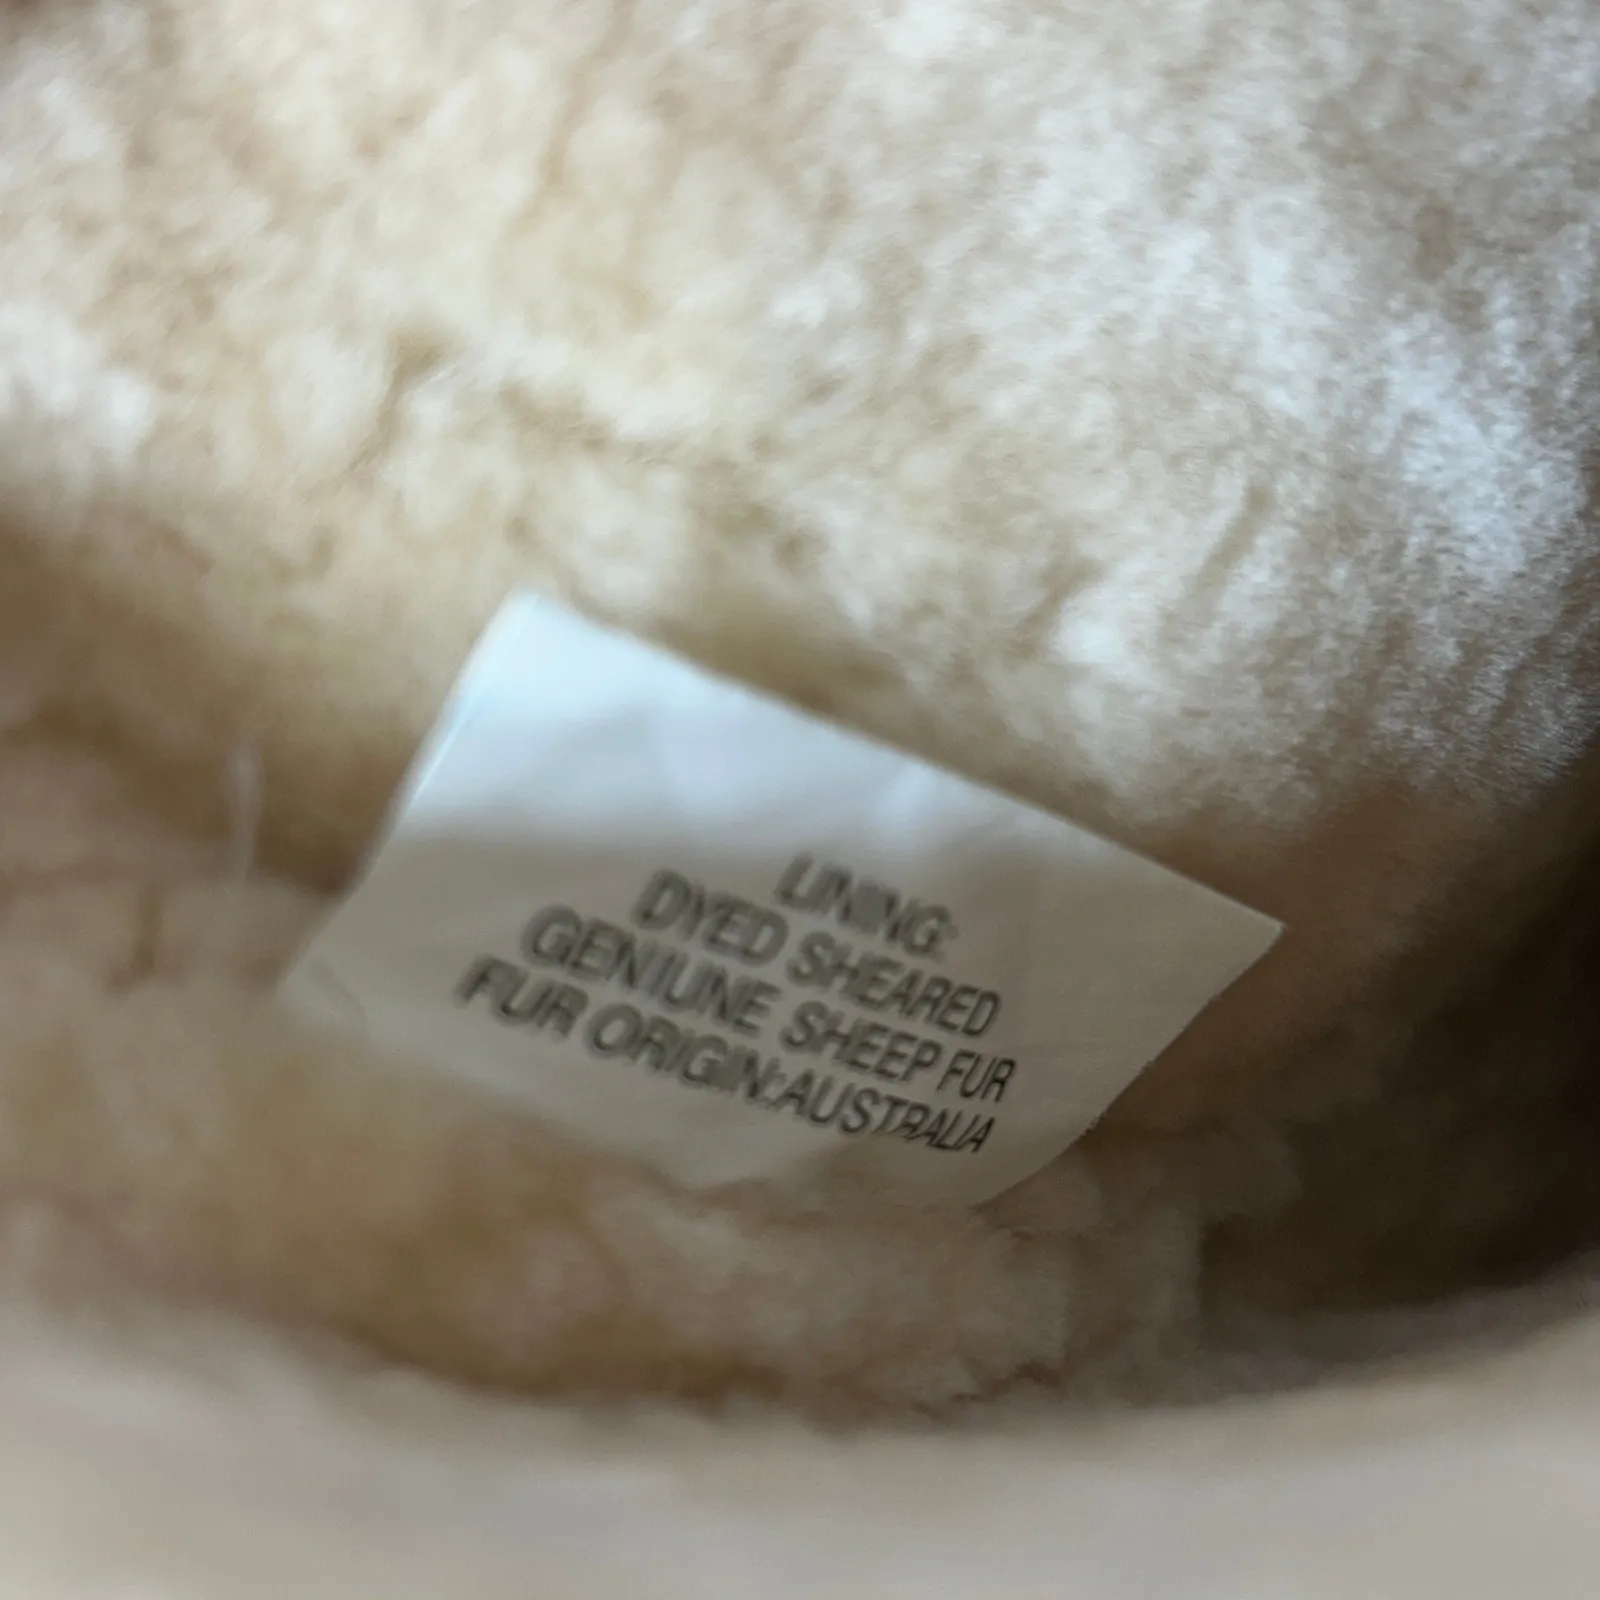 LINING:
DYED SHEARED
GENIUNE SHEEP FUR
FUR ORIGIN:AUSTRALIA